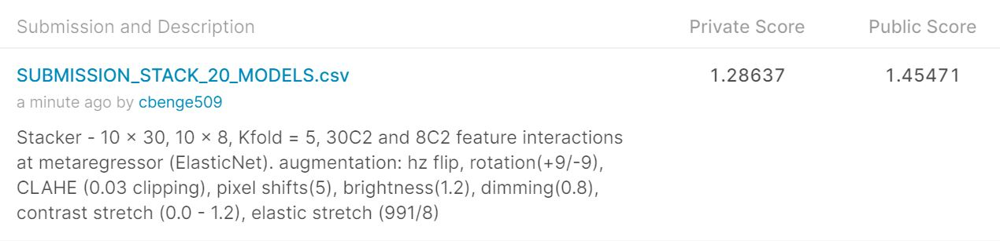 Submission and Description Private Score Public Score
SUBMISSION_STACK_20_MODELS.csv 1.28637 1.45471
a minute ago by cbenge509
Stacker - 10 × 30, 10 × 8, Kfold = 5, 30C2 and 8C2 feature interactions
at metaregressor (ElasticNet). augmentation: hz flip, rotation(+9/-9),
CLAHE (0.03 clipping), pixel shifts(5), brightness(1.2), dimming(0.8),
contrast stretch (0.0 - 1.2), elastic stretch (991/8)